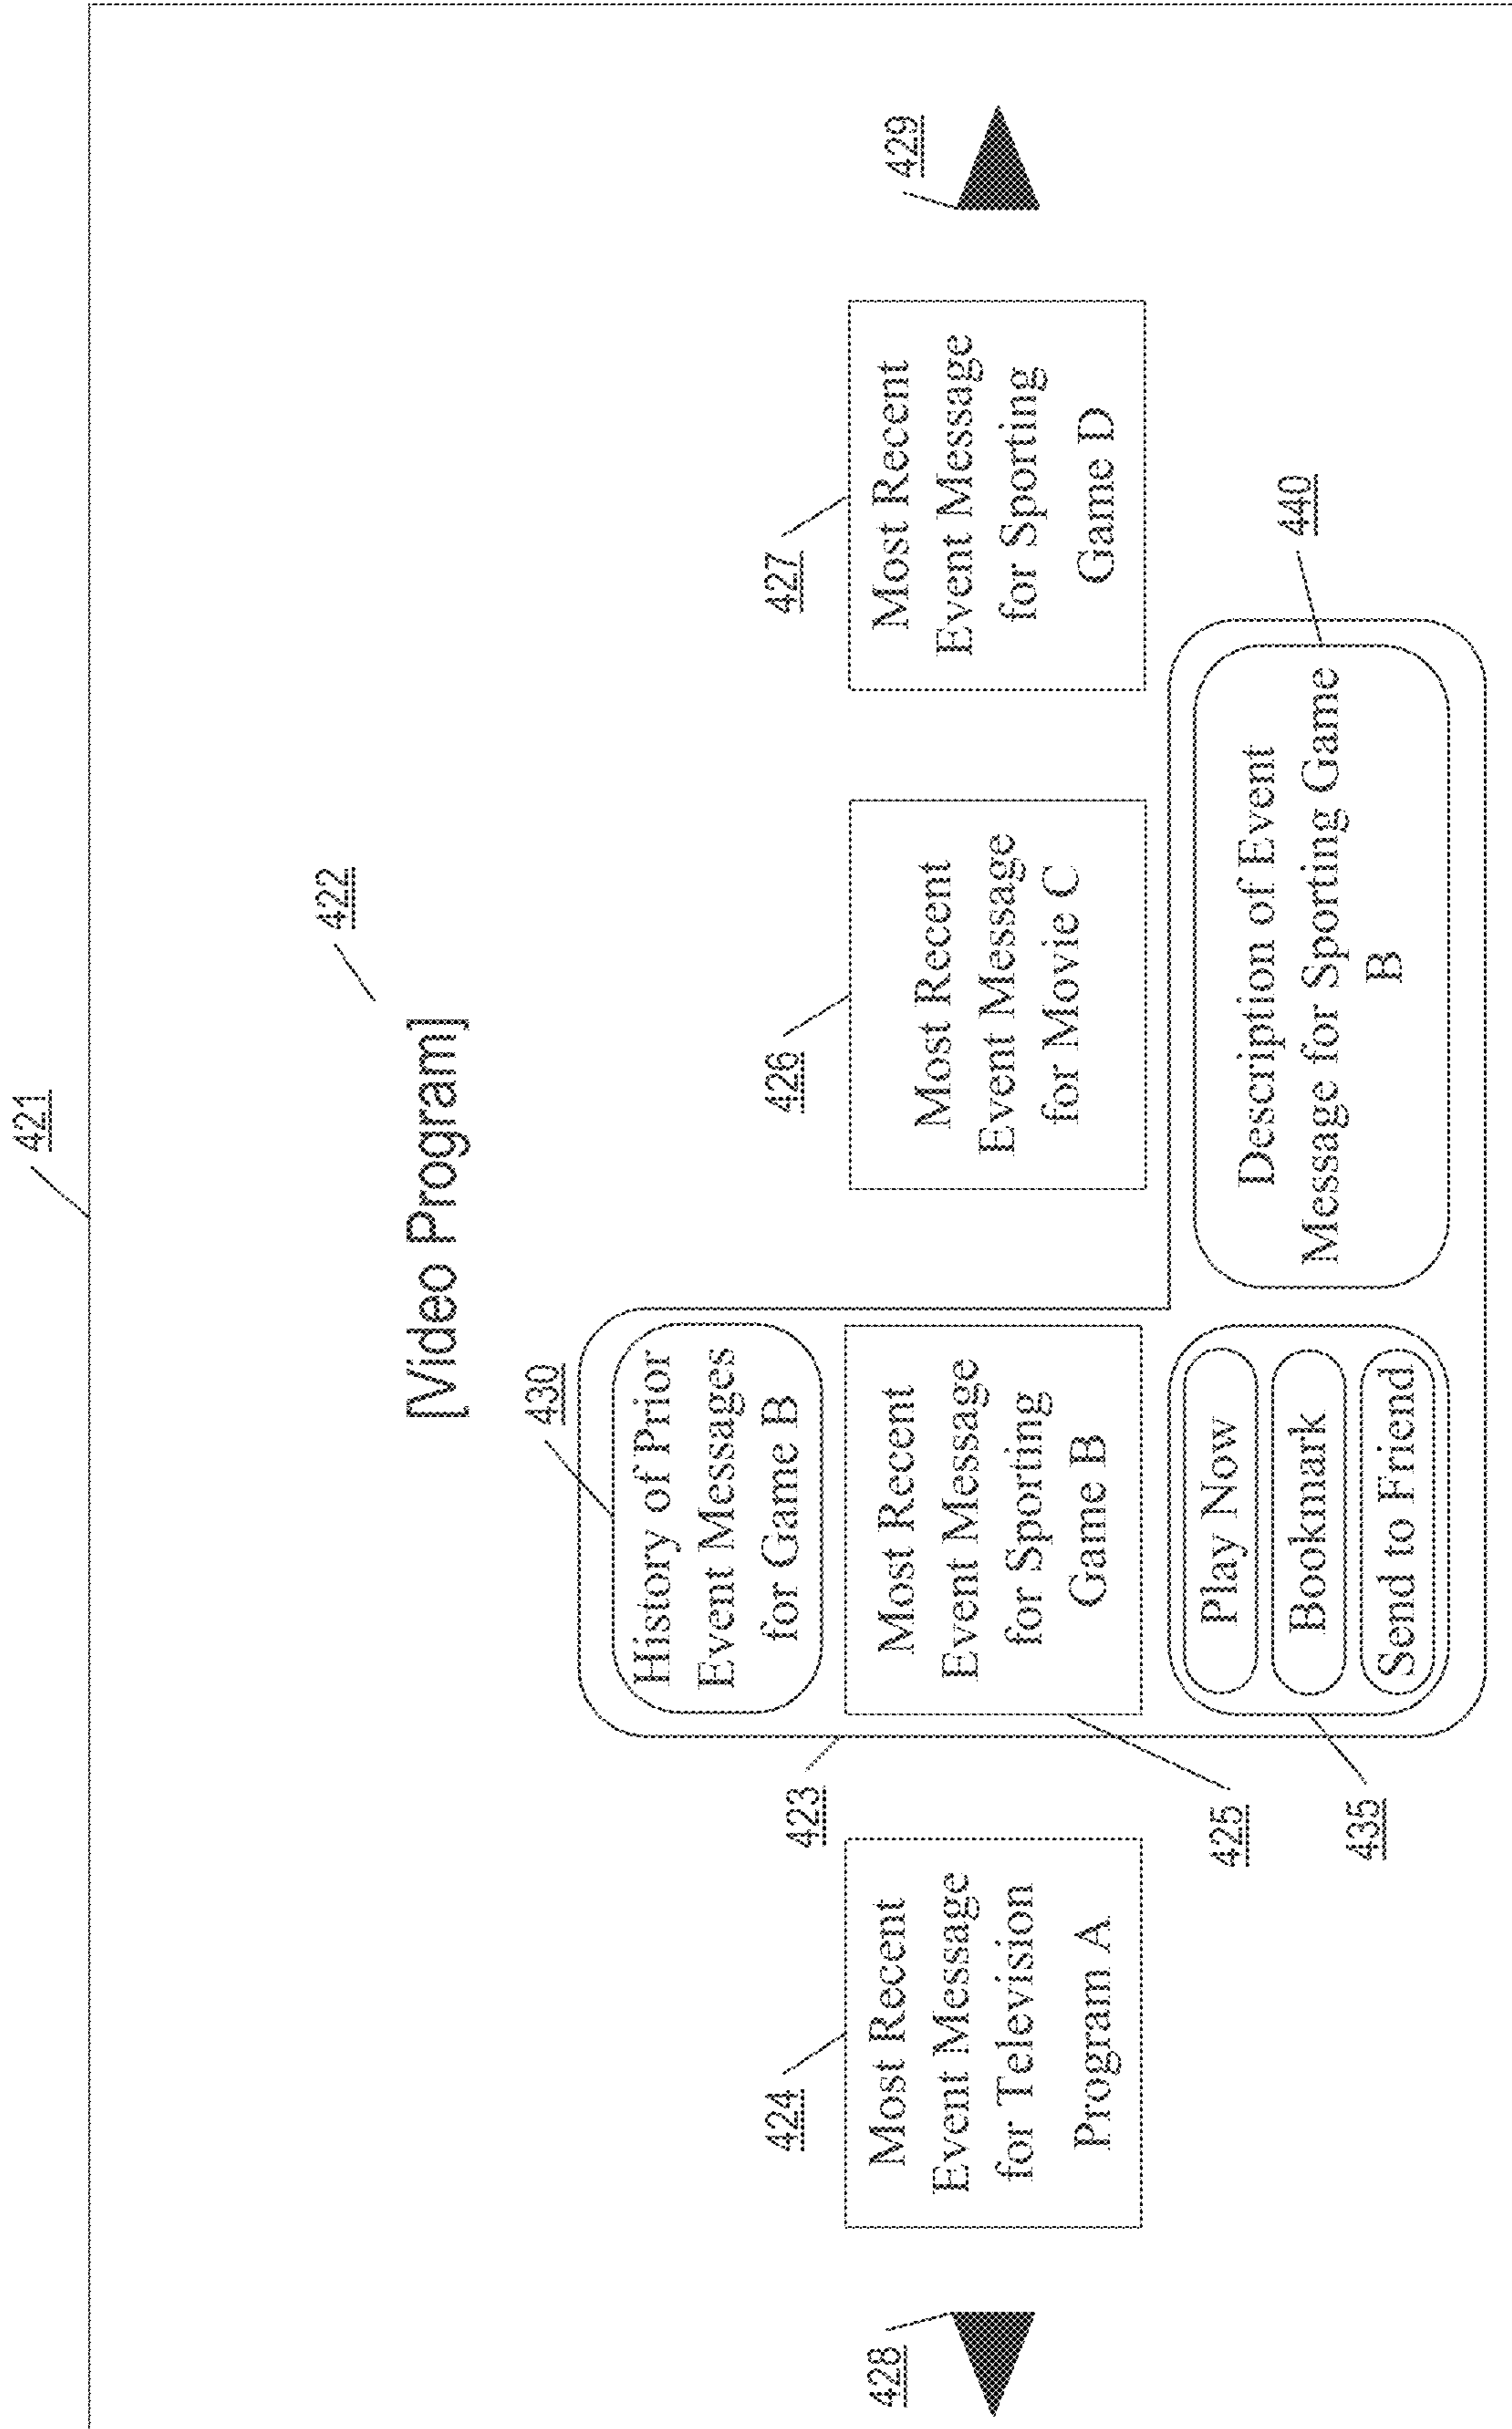 421
422
[Video Program]
430
History of Prior
Event Messages
for Game B
423
424
Most Recent
Event Message
for Television
Program A
425
Most Recent
Event Message
for Sporting
Game B
426
Most Recent
Event Message
for Movie C
427
Most Recent
Event Message
for Sporting
Game D
428
429
435
Play Now
Bookmark
Send to Friend
440
Description of Event
Message for Sporting Game
B